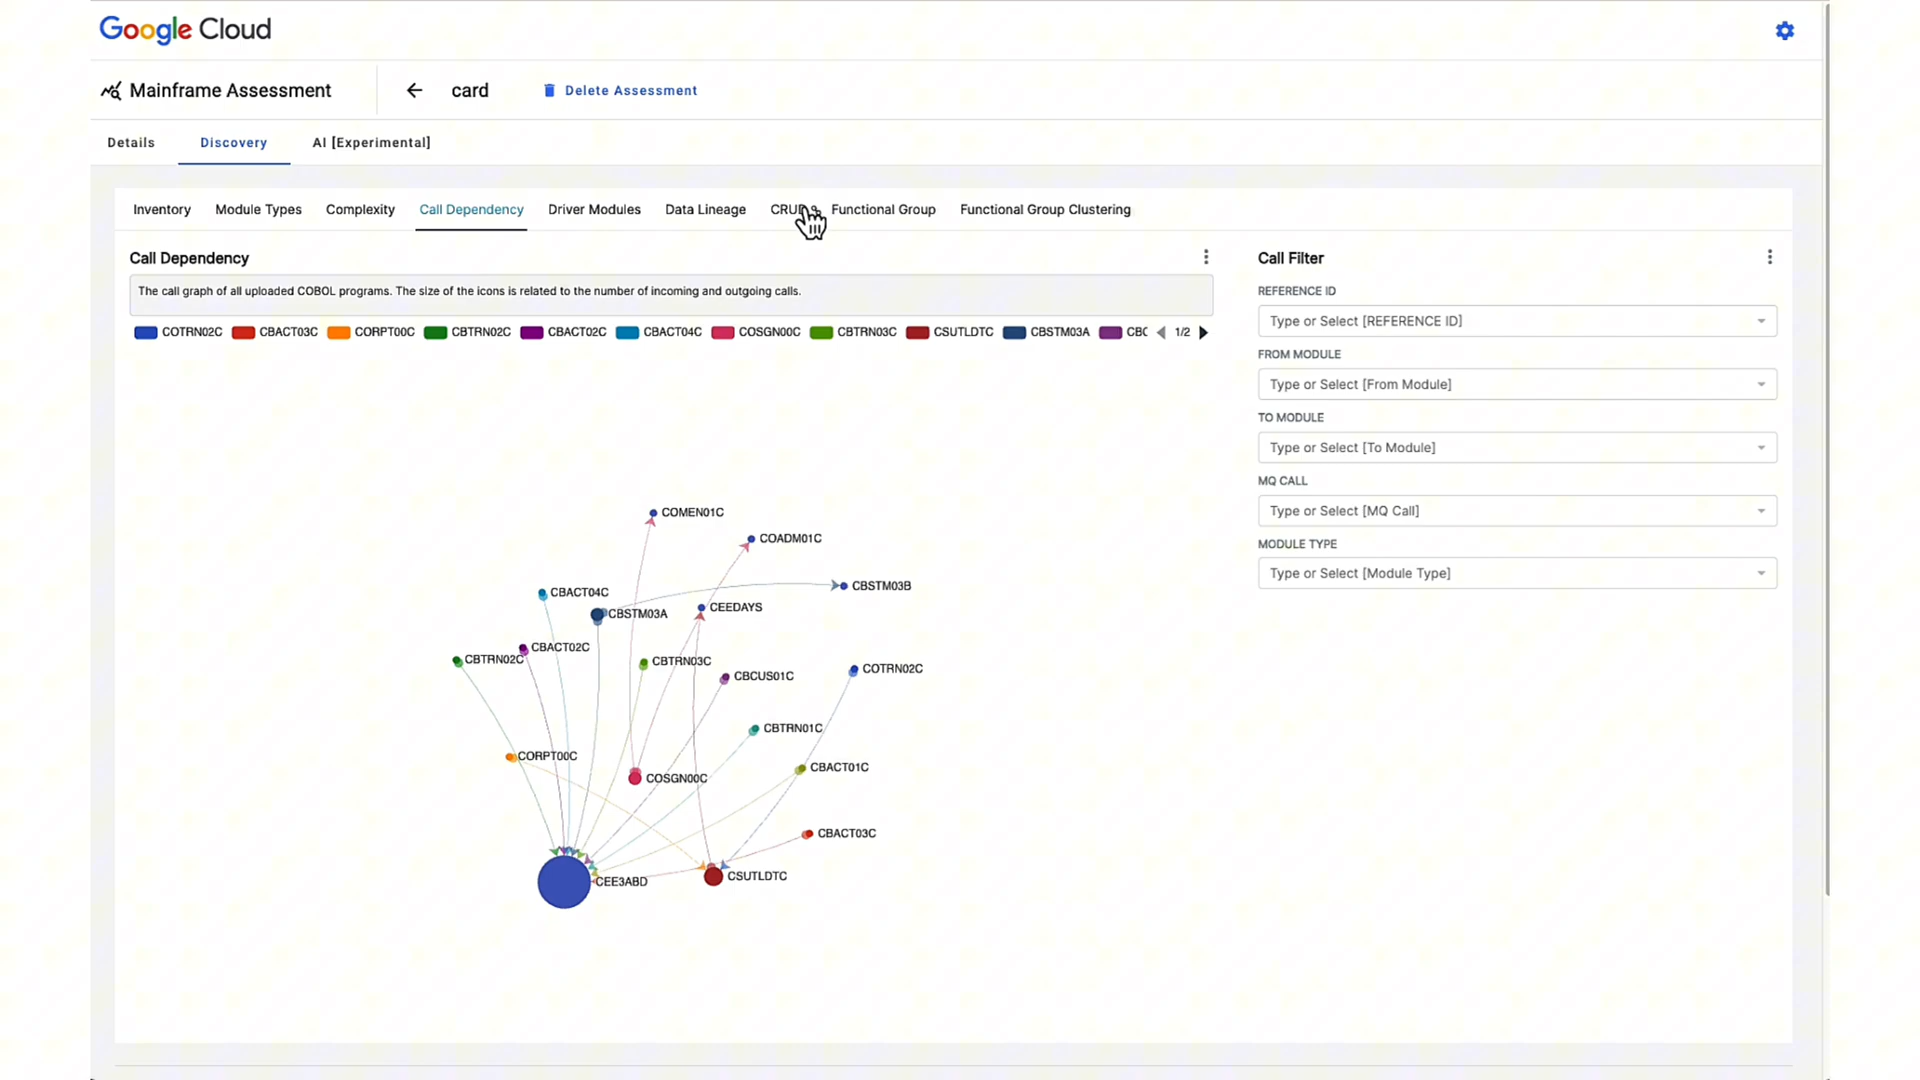 Google Cloud
Mainframe Assessment
card
Delete Assessment
Details
Discovery
AI [Experimental]
Inventory
Module Types
Complexity
Call Dependency
Driver Modules
Data Lineage
Functional Group
Functional Group Clustering
Call Dependency
The call graph of all uploaded COBOL programs. The size of the icons is related to the number of incoming and outgoing calls.
COTRN02C
CBACT03C
CORPT00C
CBTRN02C
CBACT02C
CBACT04C
COSGN00C
CBTRN03C
CSUTLDTC
CBSTM03A
1/2
COMEN01C
COADM01C
CBSTM03B
CBACT04C
CBSTM03A
CEEDAYS
CBACT02C
CBTRN02C
CBTRN03C
CBCUS01C
COTRN02C
CBTRN01C
CORPT00C
CBACT01C
COSGN00C
CBACT03C
CEE3ABD
CSUTLDTC
Call Filter
REFERENCE ID
Type or Select [REFERENCE ID]
FROM MODULE
Type or Select [From Module]
TO MODULE
Type or Select [To Module]
MQ CALL
Type or Select [MQ Call]
MODULE TYPE
Type or Select [Module Type]